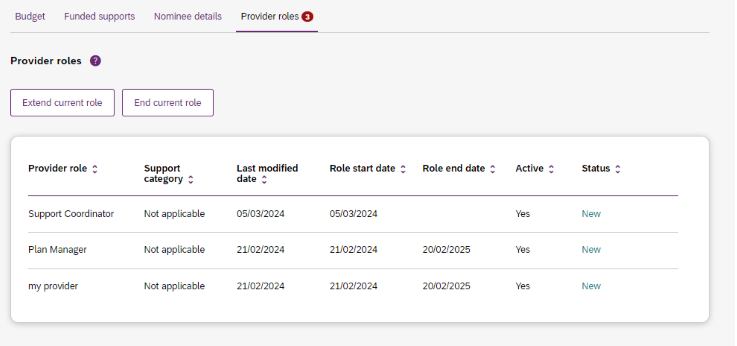 Budget Funded supports Nominee details Provider roles 3
Provider roles ?
Extend current role End current role
Provider role Support category Last modified date Role start date Role end date Active Status
Support Coordinator Not applicable 05/03/2024 05/03/2024 Yes New
Plan Manager Not applicable 21/02/2024 21/02/2024 20/02/2025 Yes New
my provider Not applicable 21/02/2024 21/02/2024 20/02/2025 Yes New